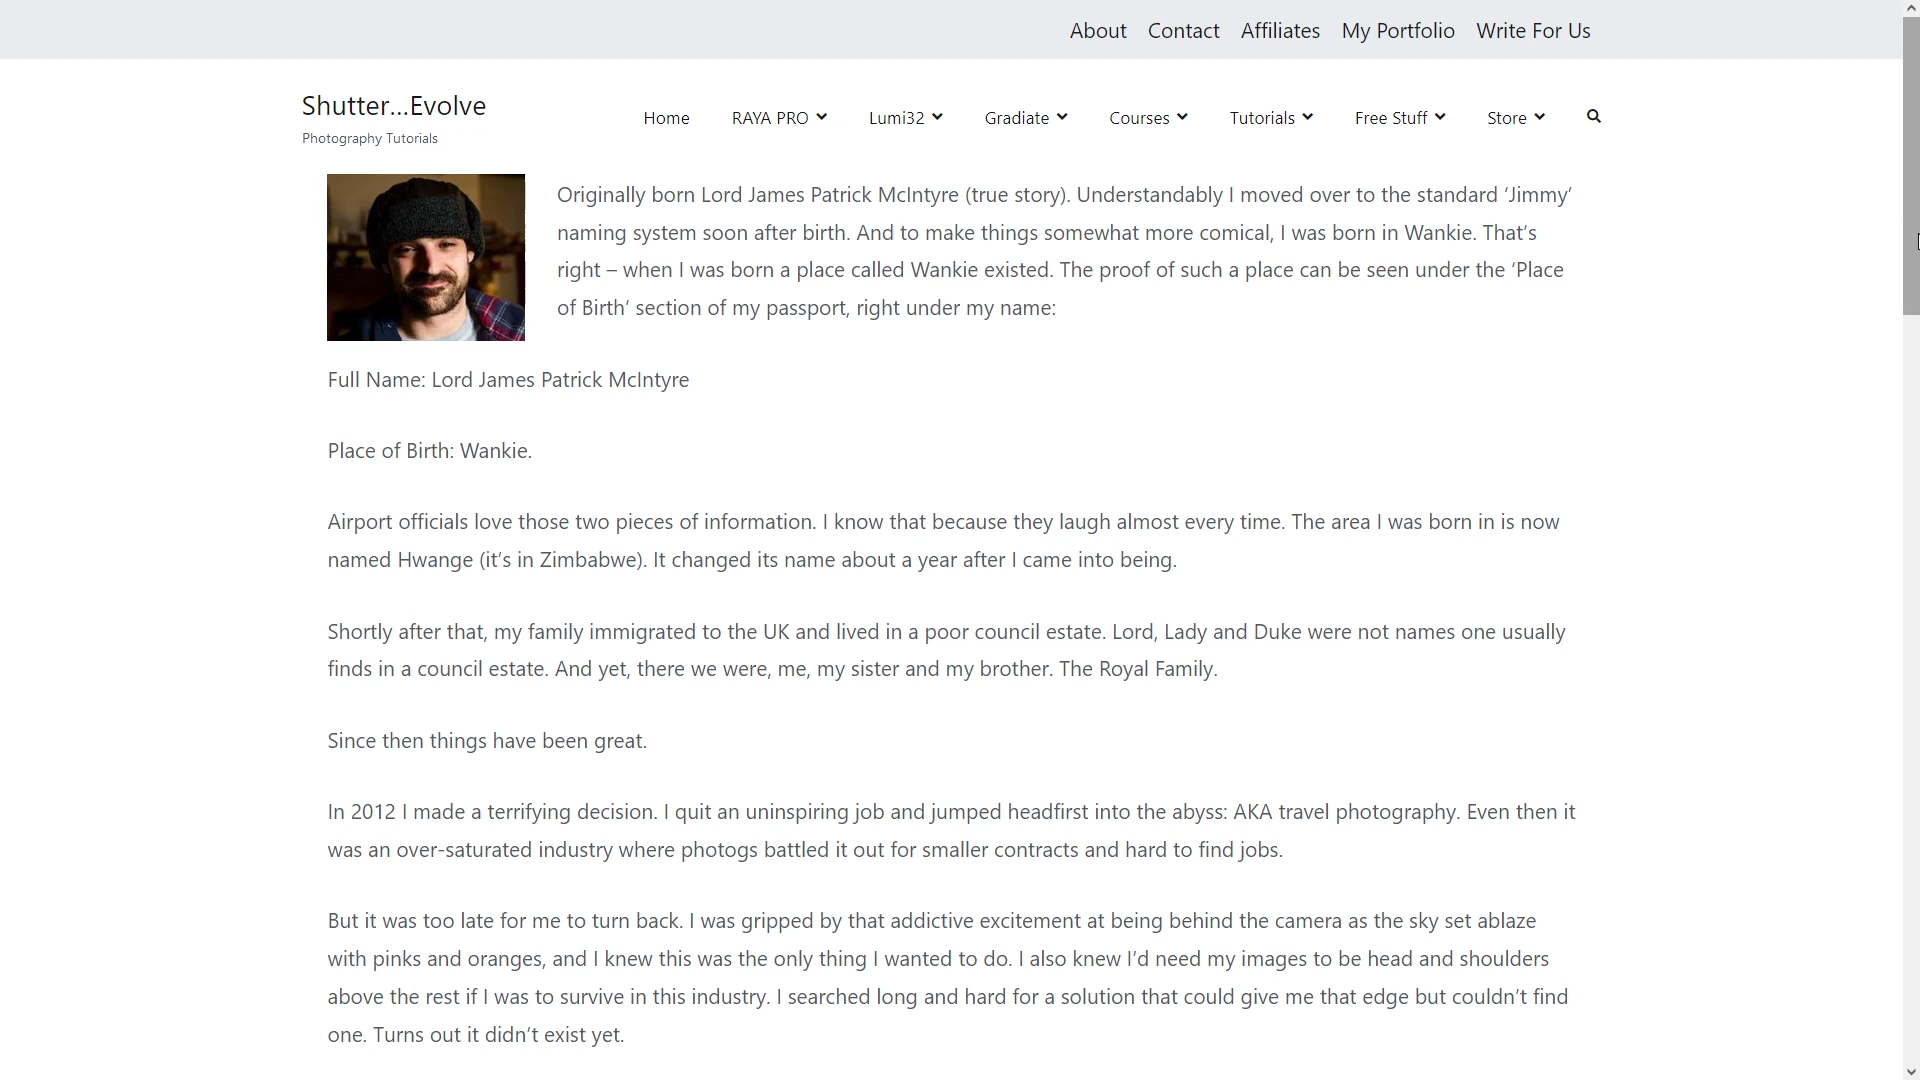 About Contact Affiliates My Portfolio Write For Us
Shutter...Evolve
Photography Tutorials
Home RAYA PRO Lumi32 Gradiate Courses Tutorials Free Stuff Store
Originally born Lord James Patrick McIntyre (true story). Understandably I moved over to the standard ‘Jimmy’
naming system soon after birth. And to make things somewhat more comical, I was born in Wankie. That’s
right – when I was born a place called Wankie existed. The proof of such a place can be seen under the ‘Place
of Birth’ section of my passport, right under my name:
Full Name: Lord James Patrick McIntyre
Place of Birth: Wankie.
Airport officials love those two pieces of information. I know that because they laugh almost every time. The area I was born in is now
named Hwange (it’s in Zimbabwe). It changed its name about a year after I came into being.
Shortly after that, my family immigrated to the UK and lived in a poor council estate. Lord, Lady and Duke were not names one usually
finds in a council estate. And yet, there we were, me, my sister and my brother. The Royal Family.
Since then things have been great.
In 2012 I made a terrifying decision. I quit an uninspiring job and jumped headfirst into the abyss: AKA travel photography. Even then it
was an over-saturated industry where photogs battled it out for smaller contracts and hard to find jobs.
But it was too late for me to turn back. I was gripped by that addictive excitement at being behind the camera as the sky set ablaze
with pinks and oranges, and I knew this was the only thing I wanted to do. I also knew I’d need my images to be head and shoulders
above the rest if I was to survive in this industry. I searched long and hard for a solution that could give me that edge but couldn’t find
one. Turns out it didn’t exist yet.